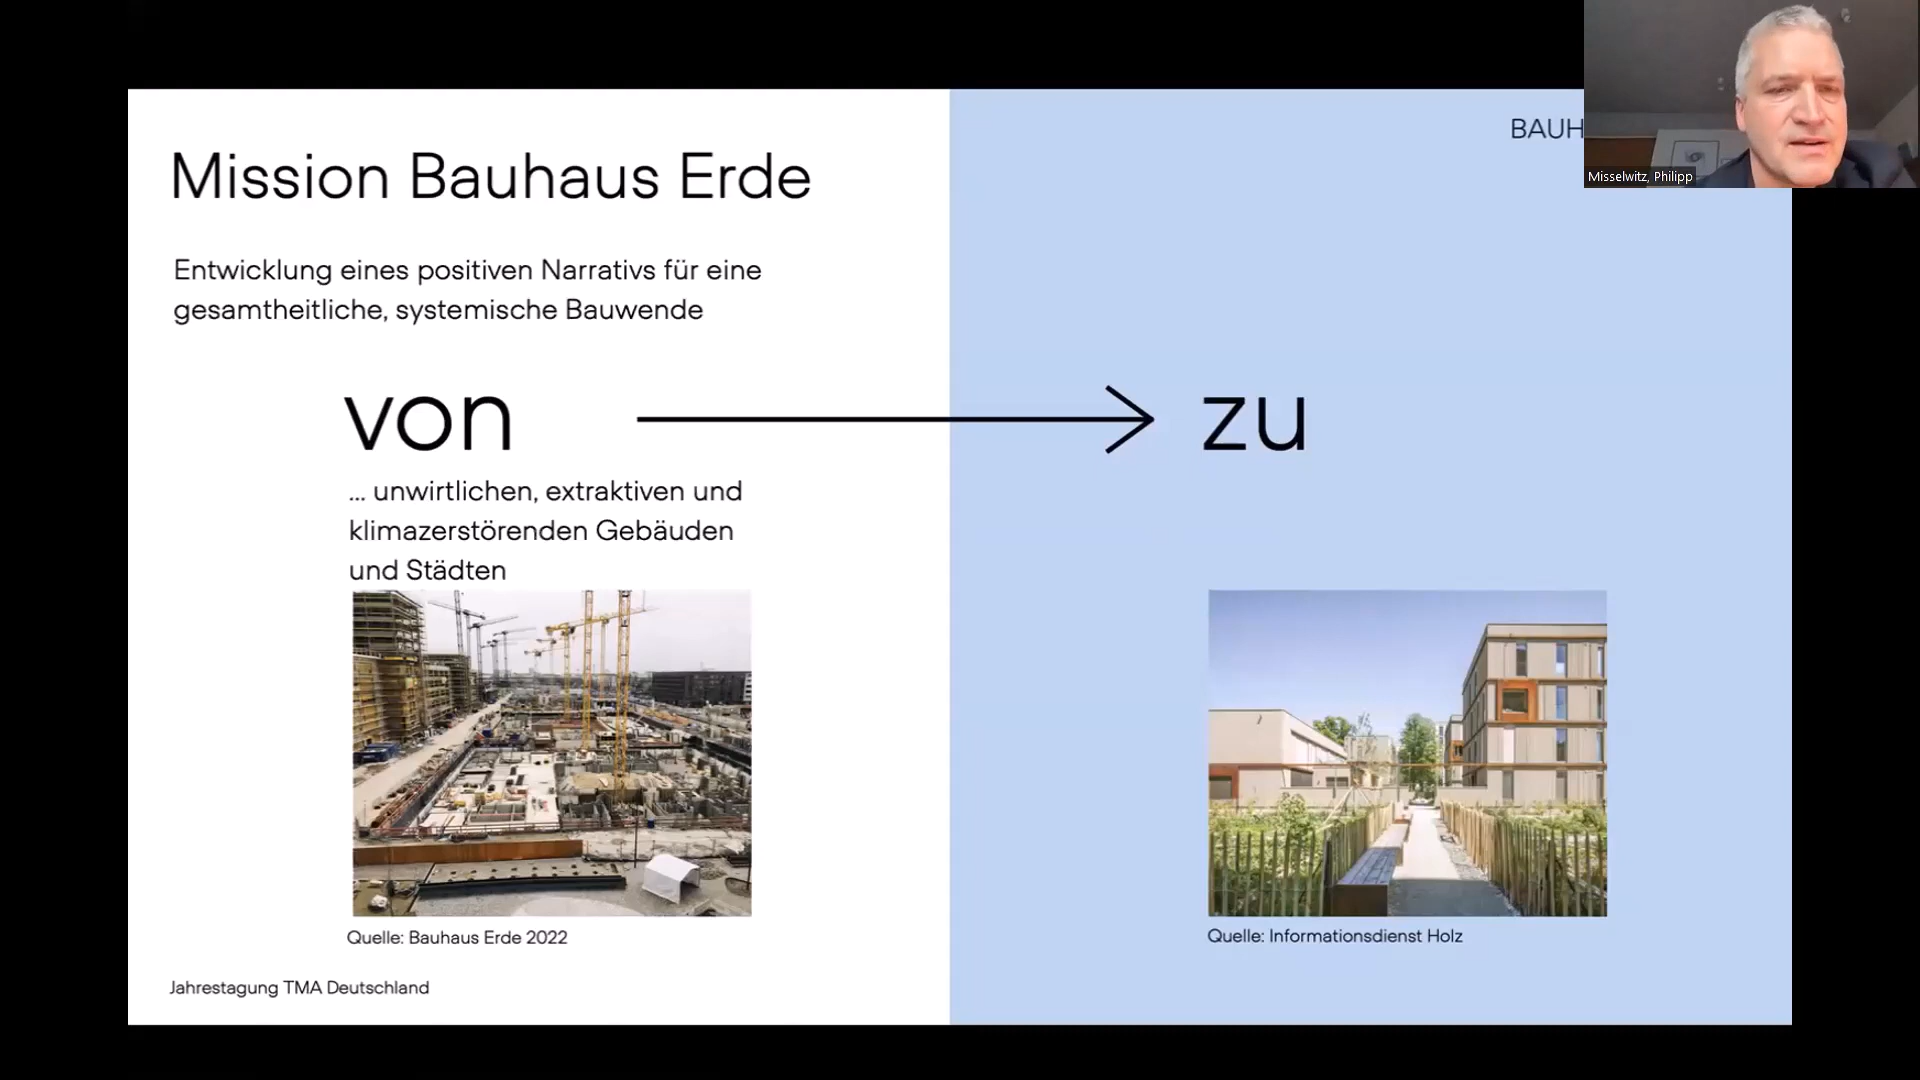 Mission Bauhaus Erde
BAUH
Misselwitz, Philipp
Entwicklung eines positiven Narrativs für eine
gesamtheitliche, systemische Bauwende
von
zu
... unwirtlichen, extraktiven und
klimazerstörenden Gebäuden
und Städten
Quelle: Bauhaus Erde 2022
Quelle: Informationsdienst Holz
Jahrestagung TMA Deutschland